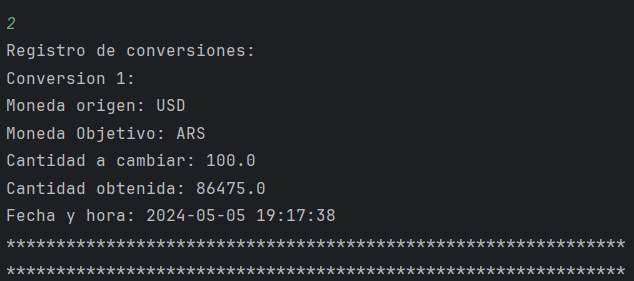 2
Registro de conversiones:
Conversion 1:
Moneda origen: USD
Moneda Objetivo: ARS
Cantidad a cambiar: 100.0
Cantidad obtenida: 86475.0
Fecha y hora: 2024-05-05 19:17:38
**************************************************************
**************************************************************